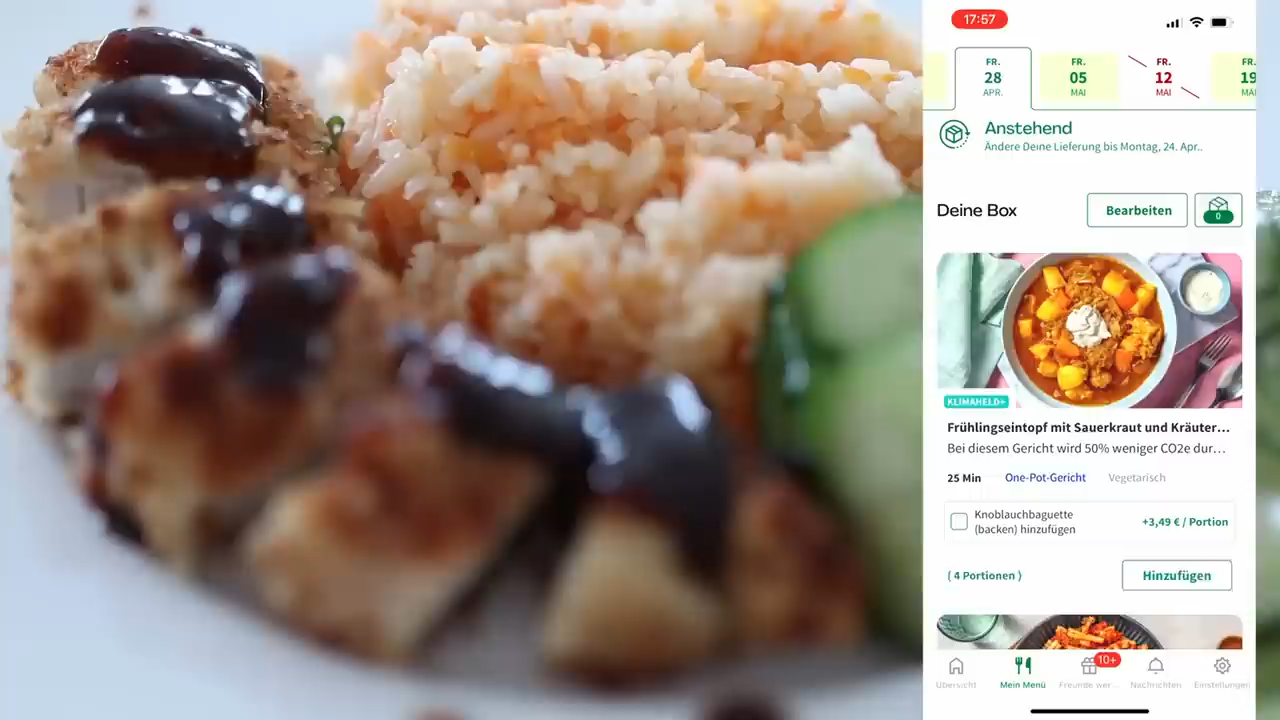 17:57
FR. FR. FR. FR.
28 05 12 19
APR. MAI MAI MAI
Anstehend
Ändere Deine Lieferung bis Montag, 24. Apr..
Deine Box
Bearbeiten
0
KLIMAHELD+
Frühlingseintopf mit Sauerkraut und Kräuter...
Bei diesem Gericht wird 50% weniger CO2e dur...
25 Min One-Pot-Gericht Vegetarisch
Knoblauchbaguette
(backen) hinzufügen
+3,49 € / Portion
( 4 Portionen )
Hinzufügen
10+
Übersicht Mein Menü Freunde wer... Nachrichten Einstellungen